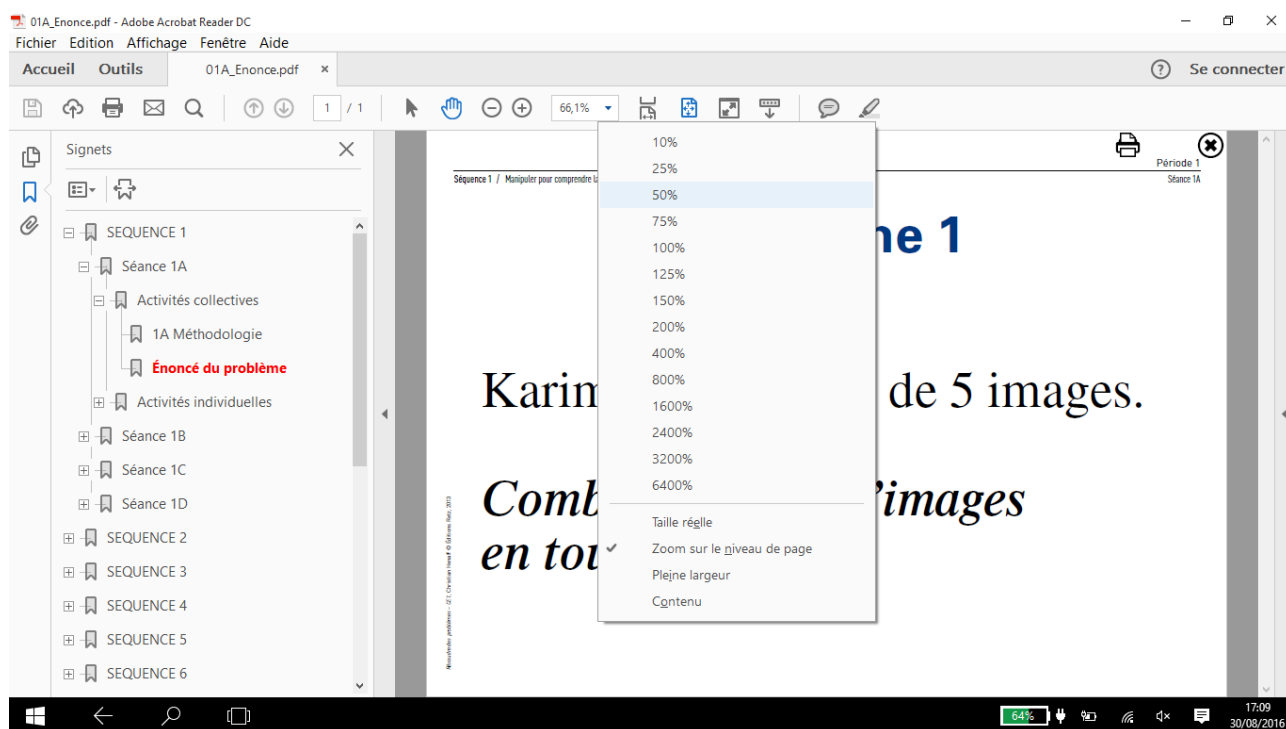 01A_Enonce.pdf - Adobe Acrobat Reader DC
Fichier Edition Affichage Fenêtre Aide
Accueil Outils 01A_Enonce.pdf × ? Se connecter
1 / 1 66,1%
Signets
SEQUENCE 1
Séance 1A
Activités collectives
1A Méthodologie
Énoncé du problème
Activités individuelles
Séance 1B
Séance 1C
Séance 1D
SEQUENCE 2
SEQUENCE 3
SEQUENCE 4
SEQUENCE 5
SEQUENCE 6
10%
25%
50%
75%
100%
125%
150%
200%
400%
800%
1600%
2400%
3200%
6400%
Taille réelle
Zoom sur le niveau de page
Pleine largeur
Contenu
Période 1
Séquence 1 / Manipuler pour comprendre la
Séance 1A
ne 1
Karim de 5 images.
Comb 'images
en tou
64%
17:09
30/08/2016